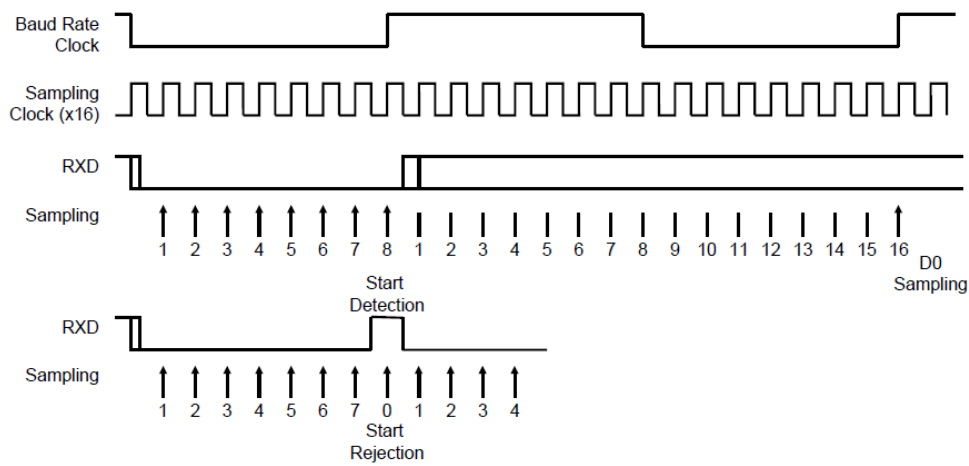 Baud Rate
Clock
Sampling
Clock (x16)
RXD
Sampling
1 2 3 4 5 6 7 8 1 2 3 4 5 6 7 8 9 10 11 12 13 14 15 16
D0
Sampling
Start
Detection
RXD
Sampling
1 2 3 4 5 6 7 0 1 2 3 4
Start
Rejection